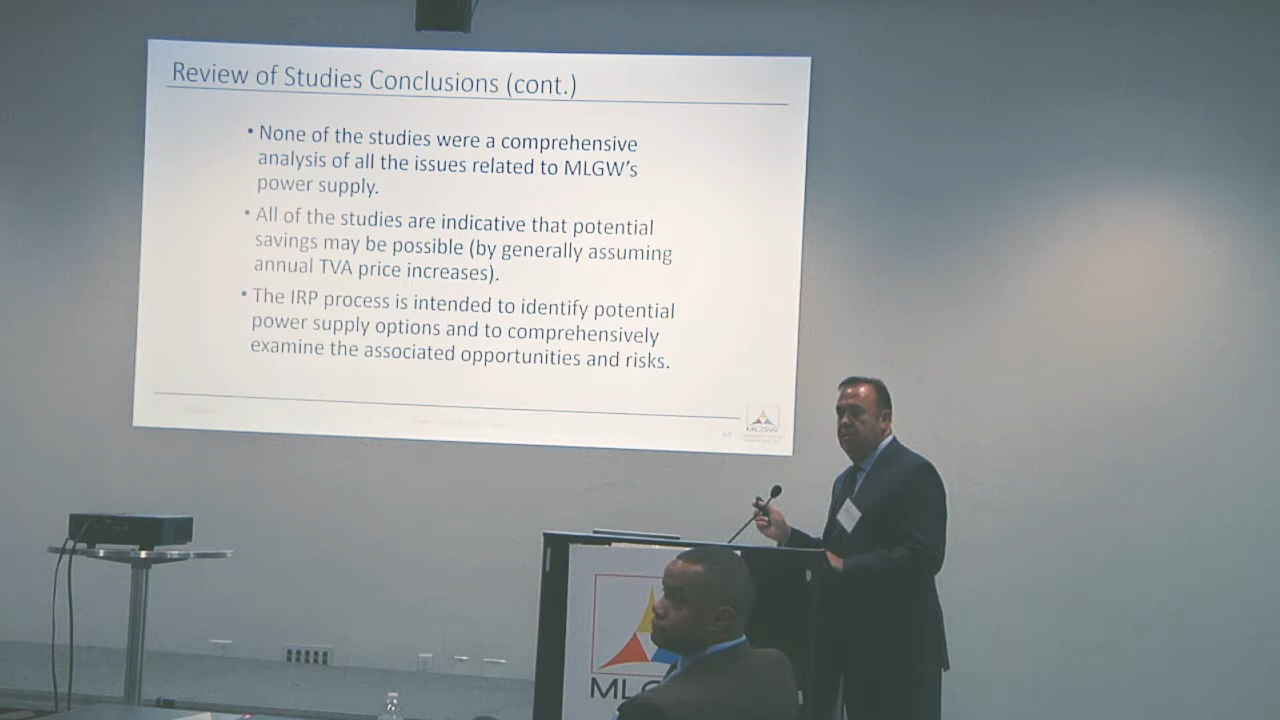 Review of Studies Conclusions (cont.)
• None of the studies were a comprehensive
analysis of all the issues related to MLGW's
power supply.
• All of the studies are indicative that potential
savings may be possible (by generally assuming
annual TVA price increases).
• The IRP process is intended to identify potential
power supply options and to comprehensively
examine the associated opportunities and risks.
MLGW
MLG